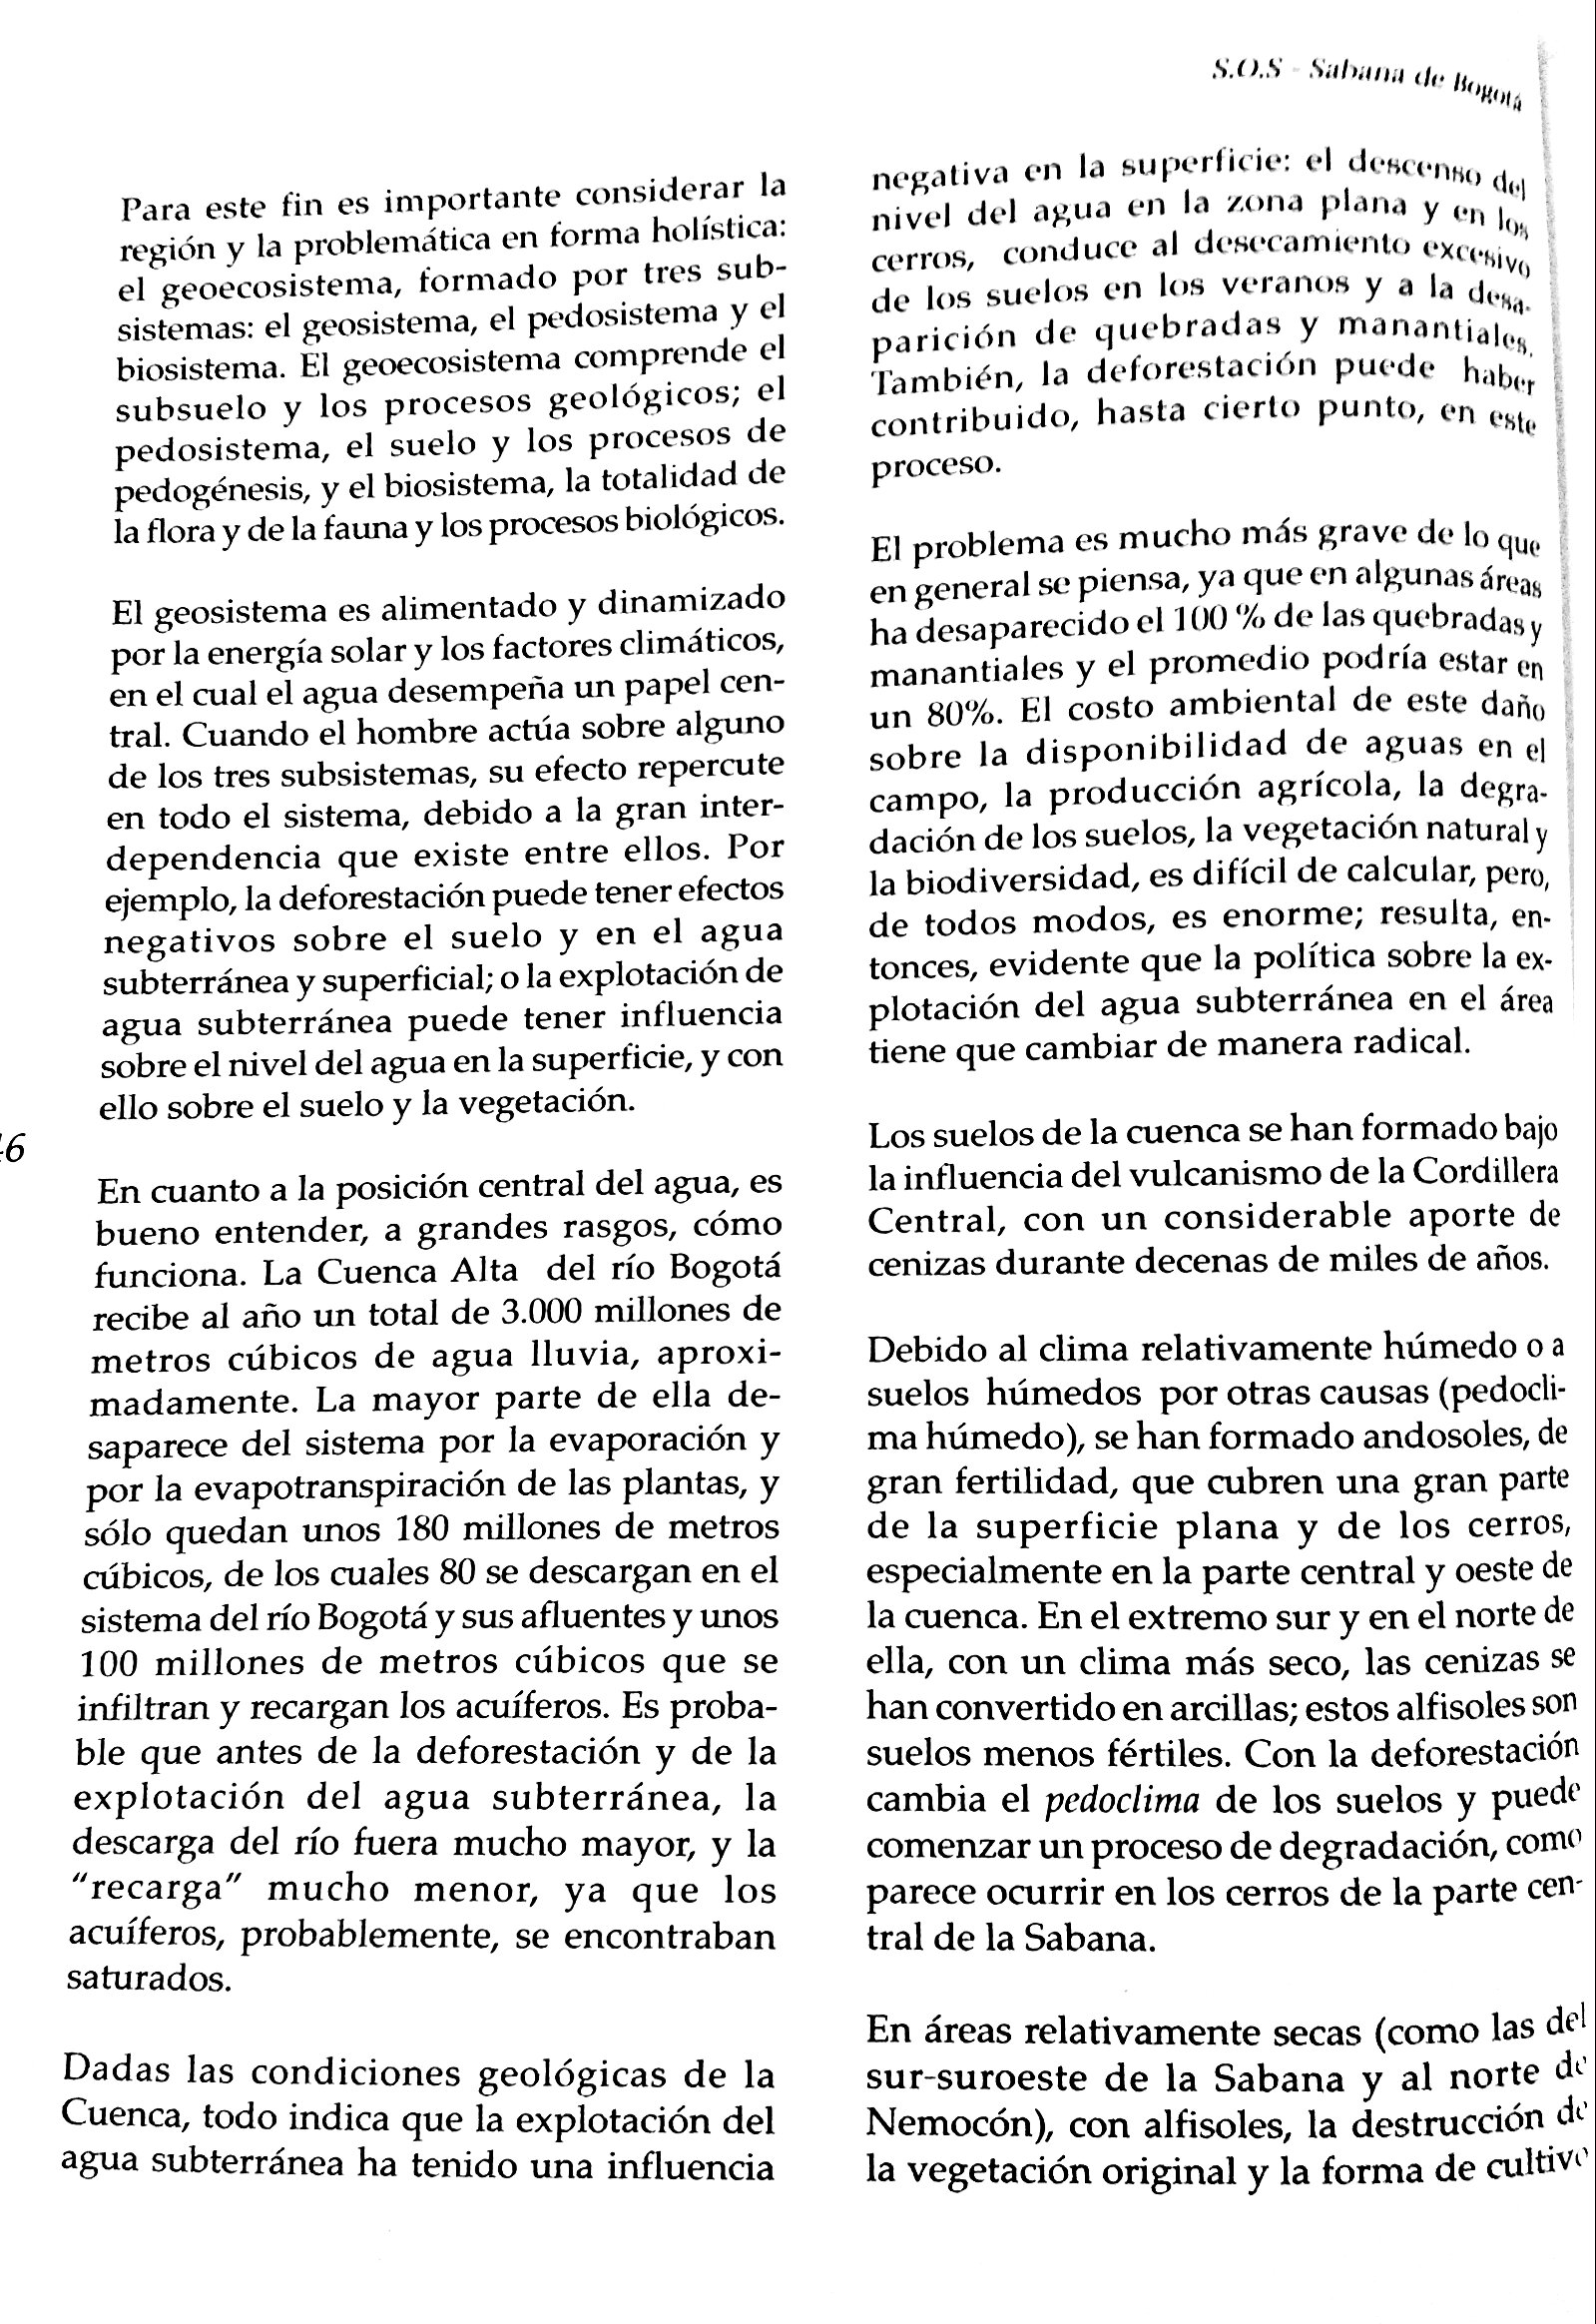 S.O.S - Sabana de Bogotá
Para este fin es importante considerar la
región y la problemática en forma holística:
el geoecosistema, formado por tres sub-
sistemas: el geosistema, el pedosistema y el
biosistema. El geoecosistema comprende el
subsuelo y los procesos geológicos; el
pedosistema, el suelo y los procesos de
pedogénesis, y el biosistema, la totalidad de
la flora y de la fauna y los procesos biológicos.
El geosistema es alimentado y dinamizado
por la energía solar y los factores climáticos,
en el cual el agua desempeña un papel cen-
tral. Cuando el hombre actúa sobre alguno
de los tres subsistemas, su efecto repercute
en todo el sistema, debido a la gran inter-
dependencia que existe entre ellos. Por
ejemplo, la deforestación puede tener efectos
negativos sobre el suelo y en el agua
subterránea y superficial; o la explotación de
agua subterránea puede tener influencia
sobre el nivel del agua en la superficie, y con
ello sobre el suelo y la vegetación.
46
En cuanto a la posición central del agua, es
bueno entender, a grandes rasgos, cómo
funciona. La Cuenca Alta del río Bogotá
recibe al año un total de 3.000 millones de
metros cúbicos de agua lluvia, aproxi-
madamente. La mayor parte de ella de-
saparece del sistema por la evaporación y
por la evapotranspiración de las plantas, y
sólo quedan unos 180 millones de metros
cúbicos, de los cuales 80 se descargan en el
sistema del río Bogotá y sus afluentes y unos
100 millones de metros cúbicos que se
infiltran y recargan los acuíferos. Es proba-
ble que antes de la deforestación y de la
explotación del agua subterránea, la
descarga del río fuera mucho mayor, y la
"recarga" mucho menor, ya que los
acuíferos, probablemente, se encontraban
saturados.
Dadas las condiciones geológicas de la
Cuenca, todo indica que la explotación del
agua subterránea ha tenido una influencia
negativa en la superficie: el descenso del
nivel del agua en la zona plana y en los
cerros, conduce al desecamiento excesivo
de los suelos en los veranos y a la desa-
parición de quebradas y manantiales.
También, la deforestación puede haber
contribuido, hasta cierto punto, en este
proceso.
El problema es mucho más grave de lo que
en general se piensa, ya que en algunas áreas
ha desaparecido el 100 % de las quebradas y
manantiales y el promedio podría estar en
un 80%. El costo ambiental de este daño
sobre la disponibilidad de aguas en el
campo, la producción agrícola, la degra-
dación de los suelos, la vegetación natural y
la biodiversidad, es difícil de calcular, pero,
de todos modos, es enorme; resulta, en-
tonces, evidente que la política sobre la ex-
plotación del agua subterránea en el área
tiene que cambiar de manera radical.
Los suelos de la cuenca se han formado bajo
la influencia del vulcanismo de la Cordillera
Central, con un considerable aporte de
cenizas durante decenas de miles de años.
Debido al clima relativamente húmedo o a
suelos húmedos por otras causas (pedocli-
ma húmedo), se han formado andosoles, de
gran fertilidad, que cubren una gran parte
de la superficie plana y de los cerros,
especialmente en la parte central y oeste de
la cuenca. En el extremo sur y en el norte de
ella, con un clima más seco, las cenizas se
han convertido en arcillas; estos alfisoles son
suelos menos fértiles. Con la deforestación
cambia el pedoclima de los suelos y puede
comenzar un proceso de degradación, como
parece ocurrir en los cerros de la parte cen-
tral de la Sabana.
En áreas relativamente secas (como las del
sur-suroeste de la Sabana y al norte de
Nemocón), con alfisoles, la destrucción de
la vegetación original y la forma de cultivo